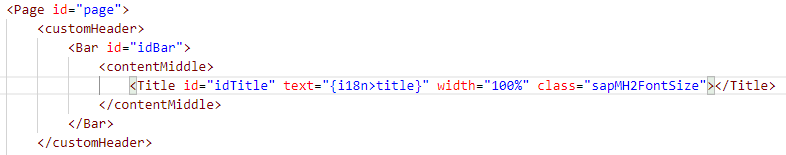 <Page id="page">
<customHeader>
<Bar id="idBar">
<contentMiddle>
<Title id="idTitle" text="{i18n>title}" width="100%" class="sapMH2FontSize"></Title>
</contentMiddle>
</Bar>
</customHeader>